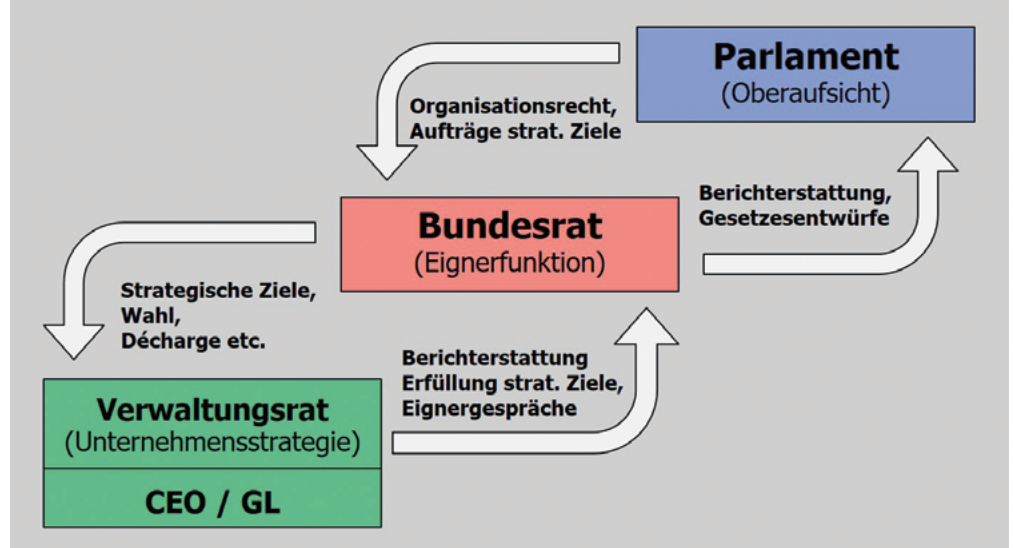 Parlament
(Oberaufsicht)
Organisationsrecht,
Aufträge strat. Ziele
Berichterstattung,
Gesetzesentwürfe
Bundesrat
(Eignerfunktion)
Strategische Ziele,
Wahl,
Décharge etc.
Berichterstattung
Erfüllung strat. Ziele,
Eignergespräche
Verwaltungsrat
(Unternehmensstrategie)
CEO / GL